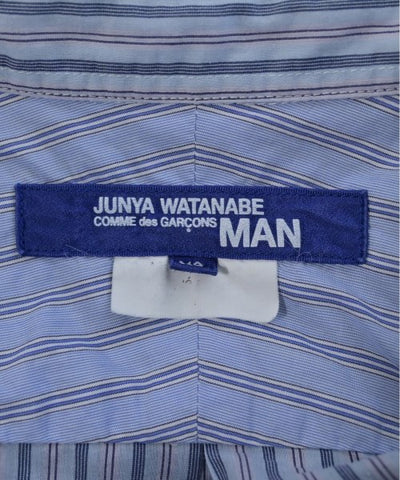 JUNYA WATANABE
COMME des GARÇONS MAN